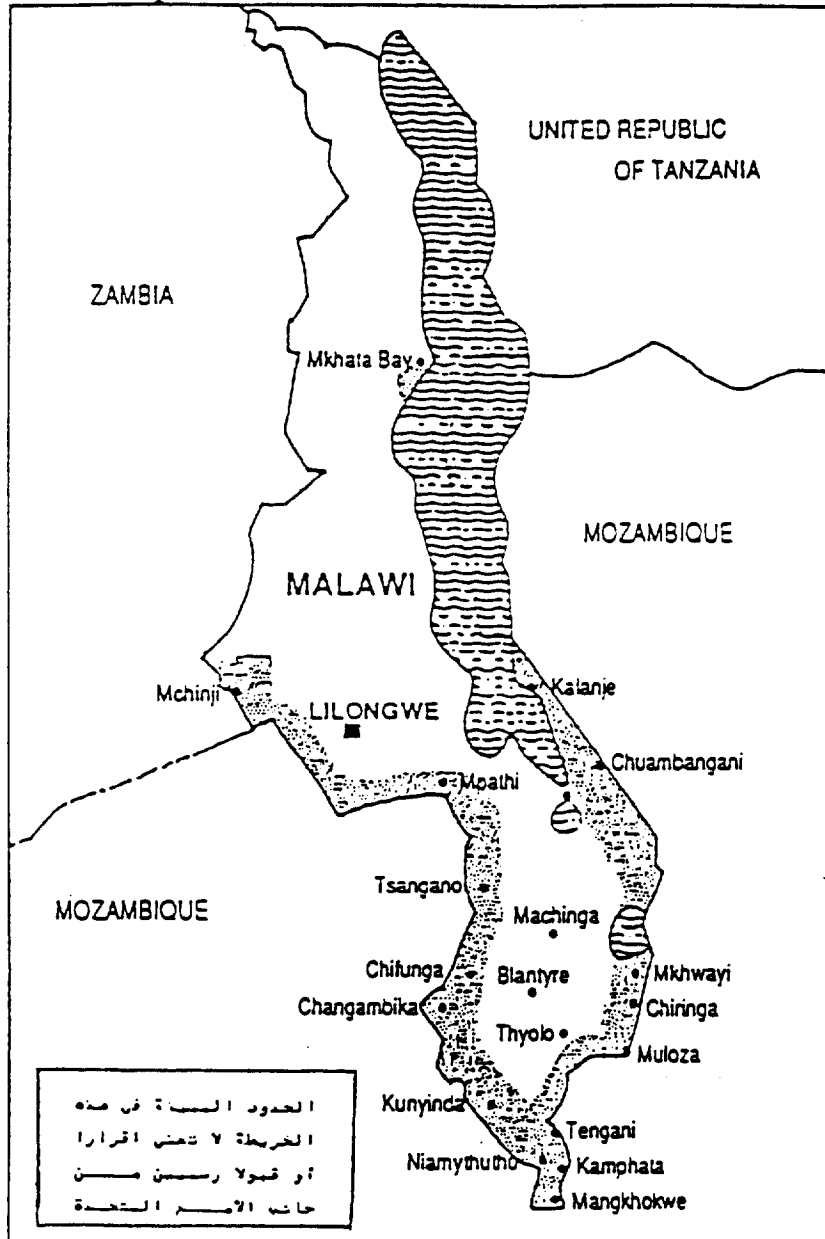 UNITED REPUBLIC
OF TANZANIA
ZAMBIA
Mkhata Bay
MOZAMBIQUE
MALAWI
Mchinji
LILONGWE
Kalanje
Chuambangani
Mpathi
Tsangano
MOZAMBIQUE
Machinga
Chifunga
Blantyre
Mkhwayi
Changambika
Chiringa
Thyolo
Muloza
Kunyinda
Tengani
Niamythutho
Kamphata
Mangkhokwe
الحدود المبينة في هذه
الخريطة لا تعني اقرارا
أو قبولا رسميين من
جانب الأمم المتحدة